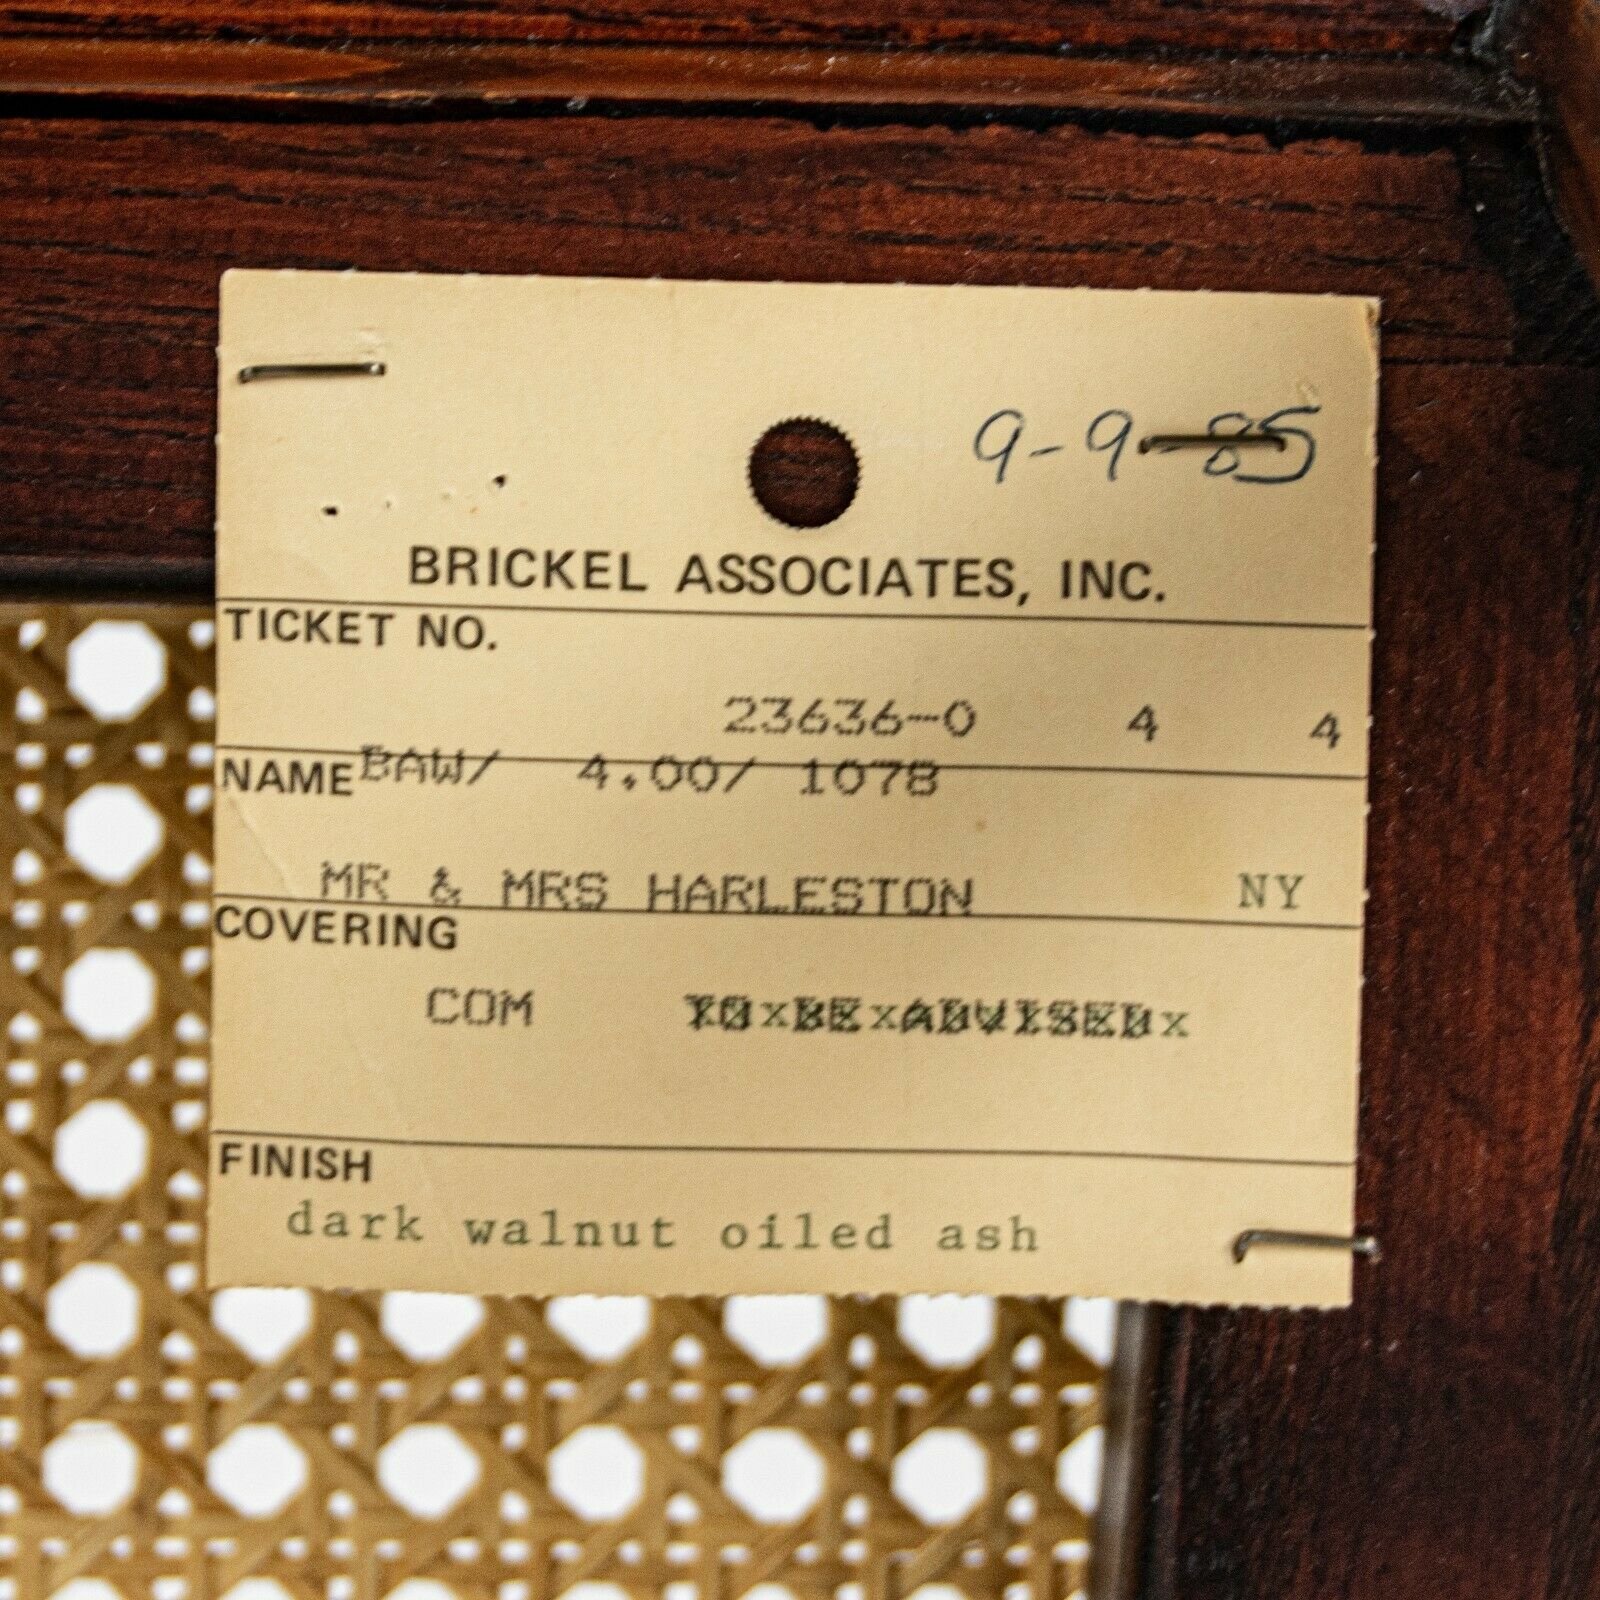 9-9-85
BRICKEL ASSOCIATES, INC.
TICKET NO.
23636-0 4 4
NAME BAW/ 4.00/ 1078
MR & MRS HARLESTON NY
COVERING
COM TO BE ADVISED
FINISH
dark walnut oiled ash